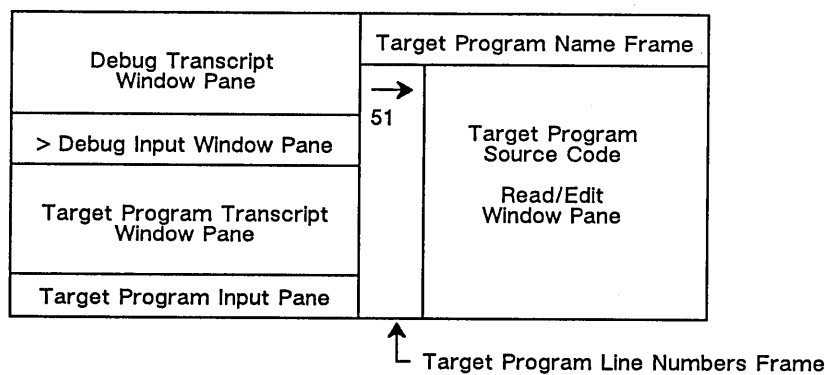 Debug Transcript
Window Pane
> Debug Input Window Pane
Target Program Transcript
Window Pane
Target Program Input Pane
Target Program Name Frame
51
Target Program
Source Code
Read/Edit
Window Pane
Target Program Line Numbers Frame